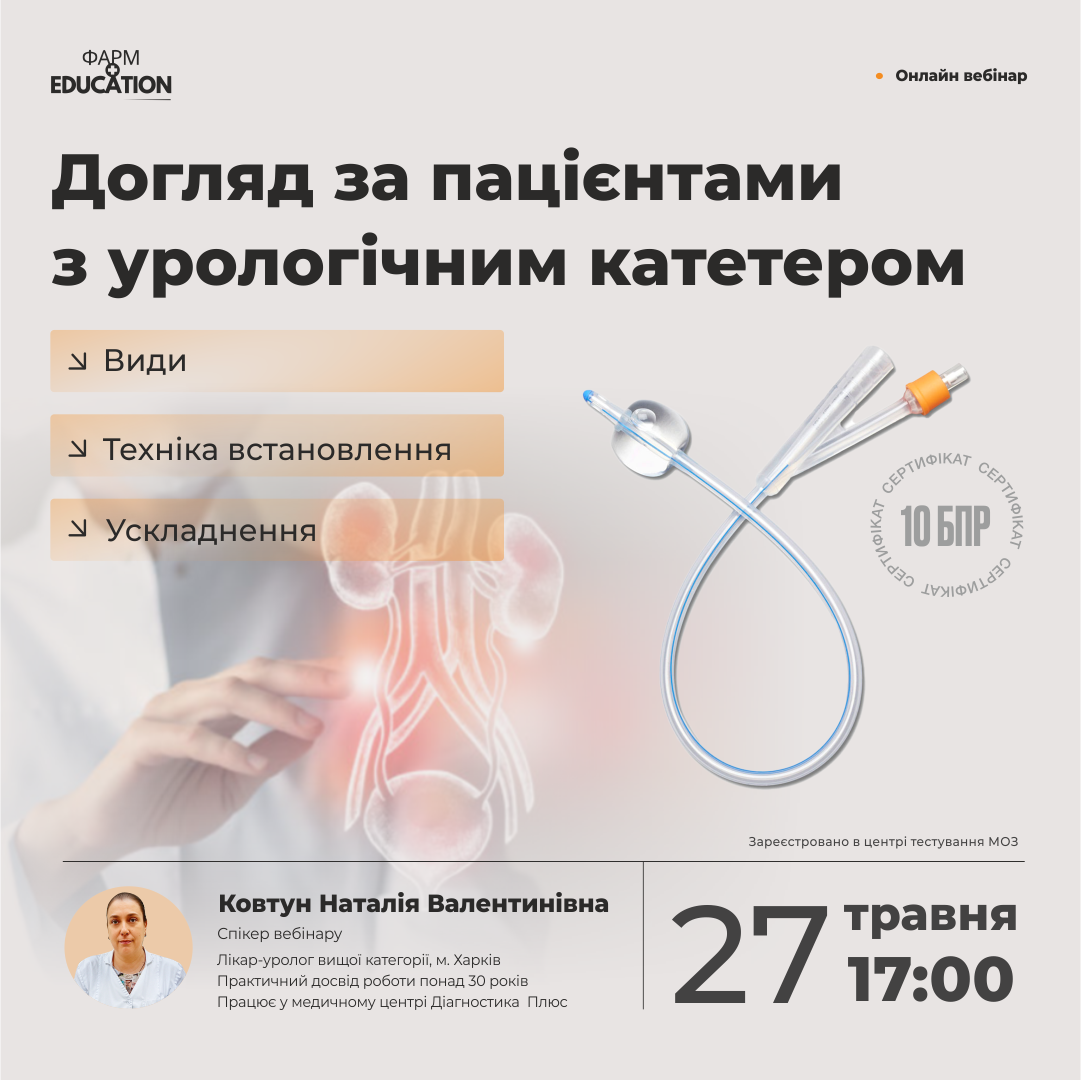 ФАРМ
EDUCATION
Онлайн вебінар
Догляд за пацієнтами
з урологічним катетером
Види
Техніка встановлення
Ускладнення
СЕРТИФІКАТ СЕРТИФІКАТ СЕРТИФІКАТ СЕРТИФІКАТ
10 БПР
Зареєстровано в центрі тестування МОЗ
Ковтун Наталія Валентинівна
Спікер вебінару
Лікар-уролог вищої категорії, м. Харків
Практичний досвід роботи понад 30 років
Працює у медичному центрі Діагностика Плюс
27 травня
17:00